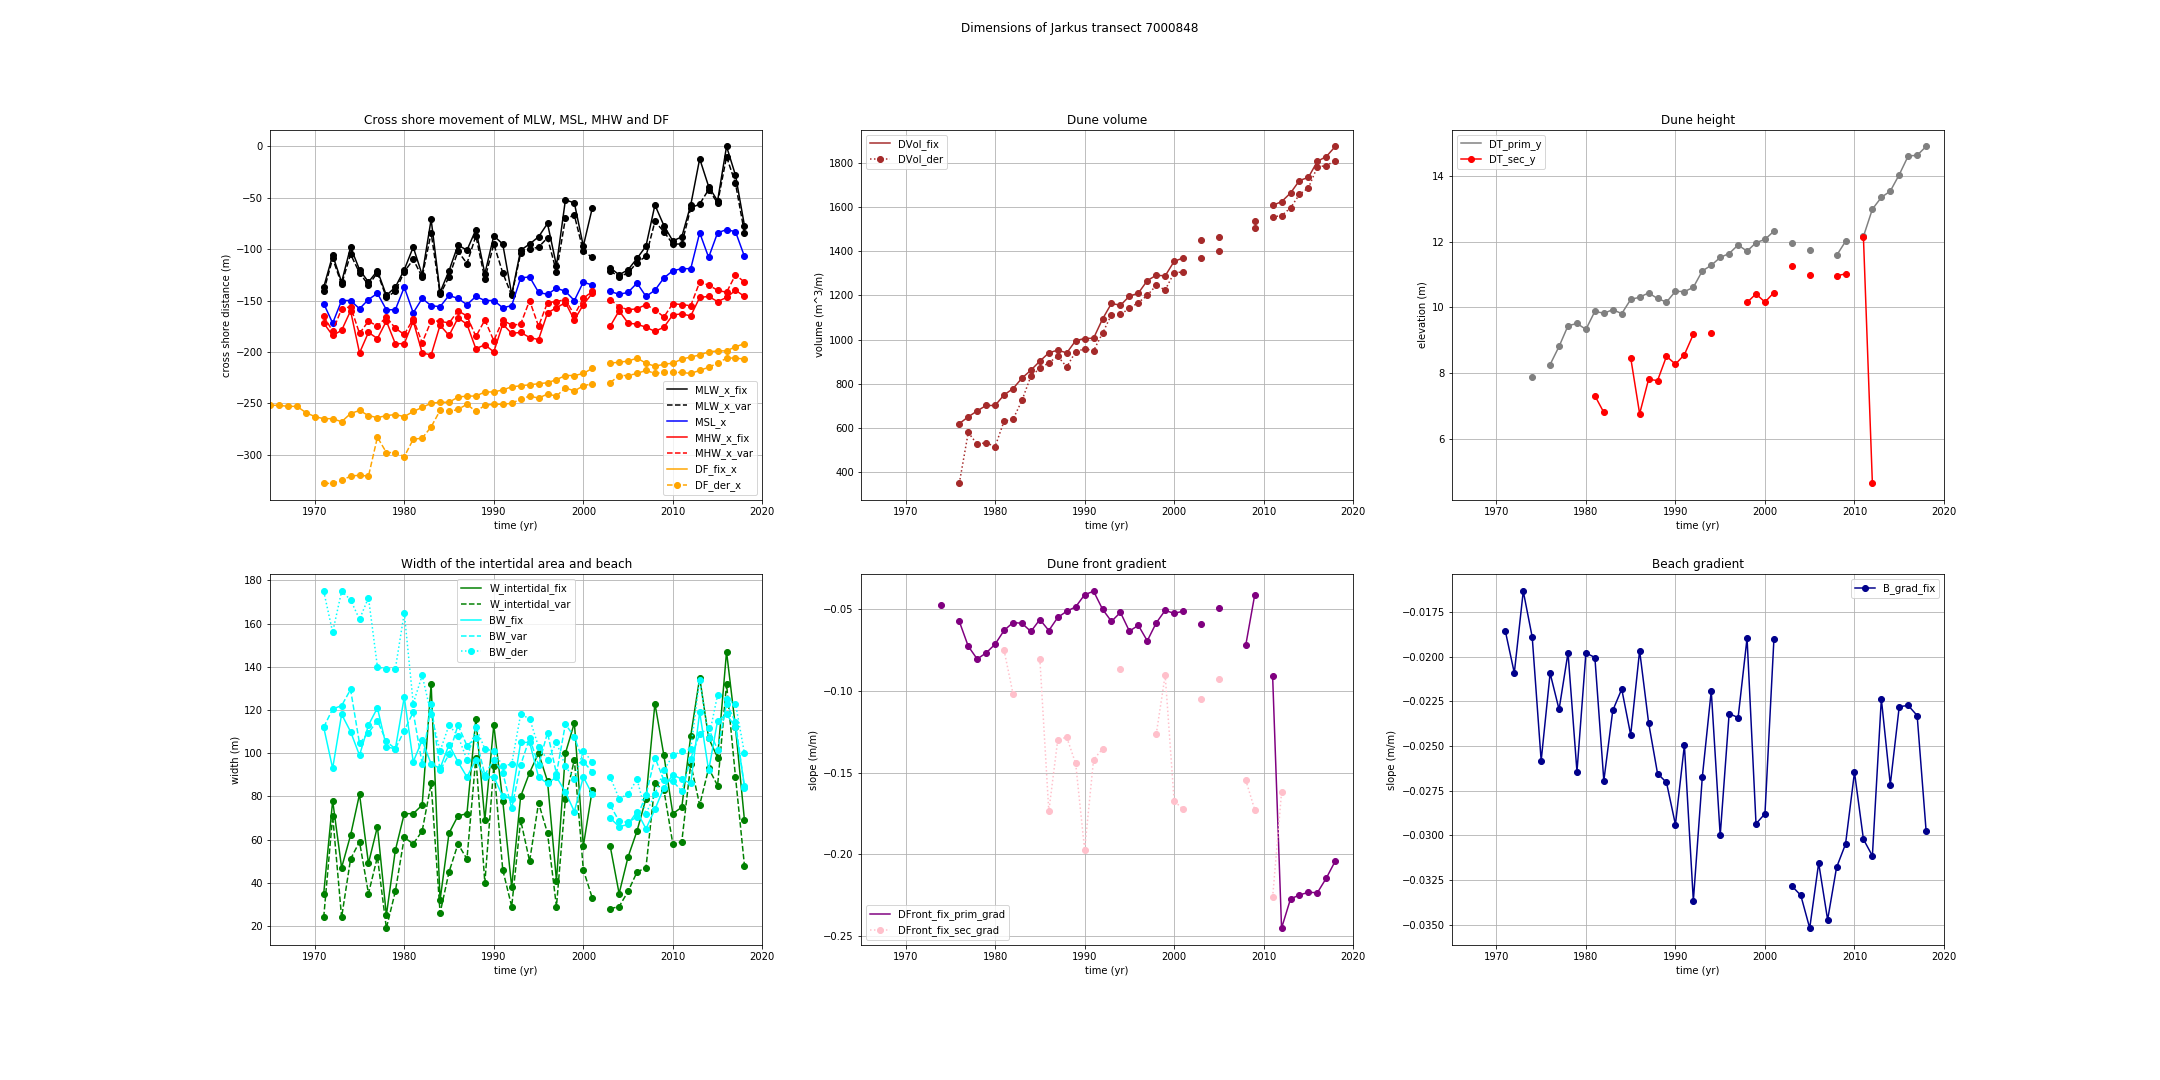 Dimensions of Jarkus transect 7000848
Cross shore movement of MLW, MSL, MHW and DF
cross shore distance (m)
0
−50
−100
−150
−200
−250
−300
MLW_x_fix
MLW_x_var
MSL_x
MHW_x_fix
MHW_x_var
DF_fix_x
DF_der_x
1970 1980 1990 2000 2010 2020
time (yr)
Dune volume
volume (m^3/m)
DVol_fix
DVol_der
1800
1600
1400
1200
1000
800
600
400
1970 1980 1990 2000 2010 2020
time (yr)
Dune height
elevation (m)
DT_prim_y
DT_sec_y
14
12
10
8
6
1970 1980 1990 2000 2010 2020
time (yr)
Width of the intertidal area and beach
width (m)
180
160
140
120
100
80
60
40
20
W_intertidal_fix
W_intertidal_var
BW_fix
BW_var
BW_der
1970 1980 1990 2000 2010 2020
time (yr)
Dune front gradient
slope (m/m)
−0.05
−0.10
−0.15
−0.20
−0.25
DFront_fix_prim_grad
DFront_fix_sec_grad
1970 1980 1990 2000 2010 2020
time (yr)
Beach gradient
slope (m/m)
B_grad_fix
−0.0175
−0.0200
−0.0225
−0.0250
−0.0275
−0.0300
−0.0325
−0.0350
1970 1980 1990 2000 2010 2020
time (yr)